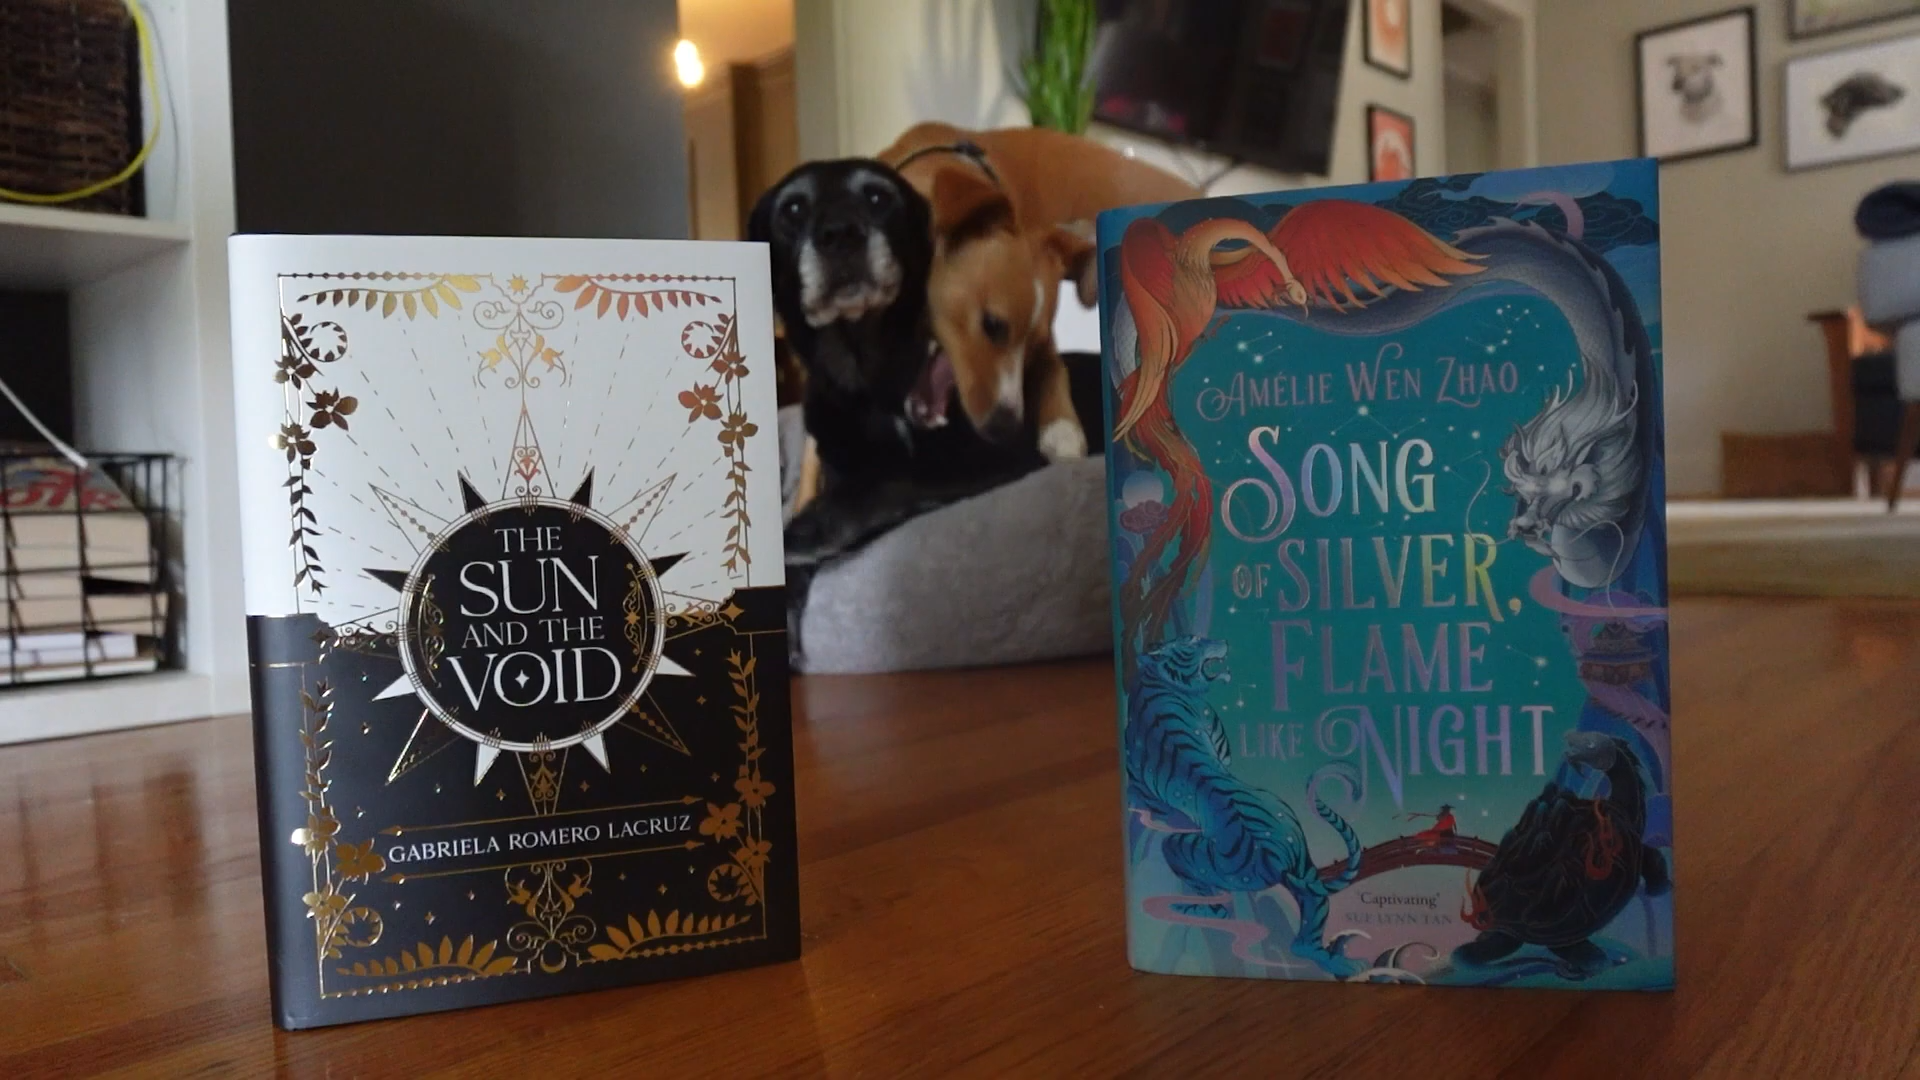 THE
SUN
AND THE
VOID
GABRIELA ROMERO LACRUZ
AMÉLIE WEN ZHAO
SONG
OF SILVER,
FLAME
LIKE NIGHT
'Captivating'
SUE LYNN TAN